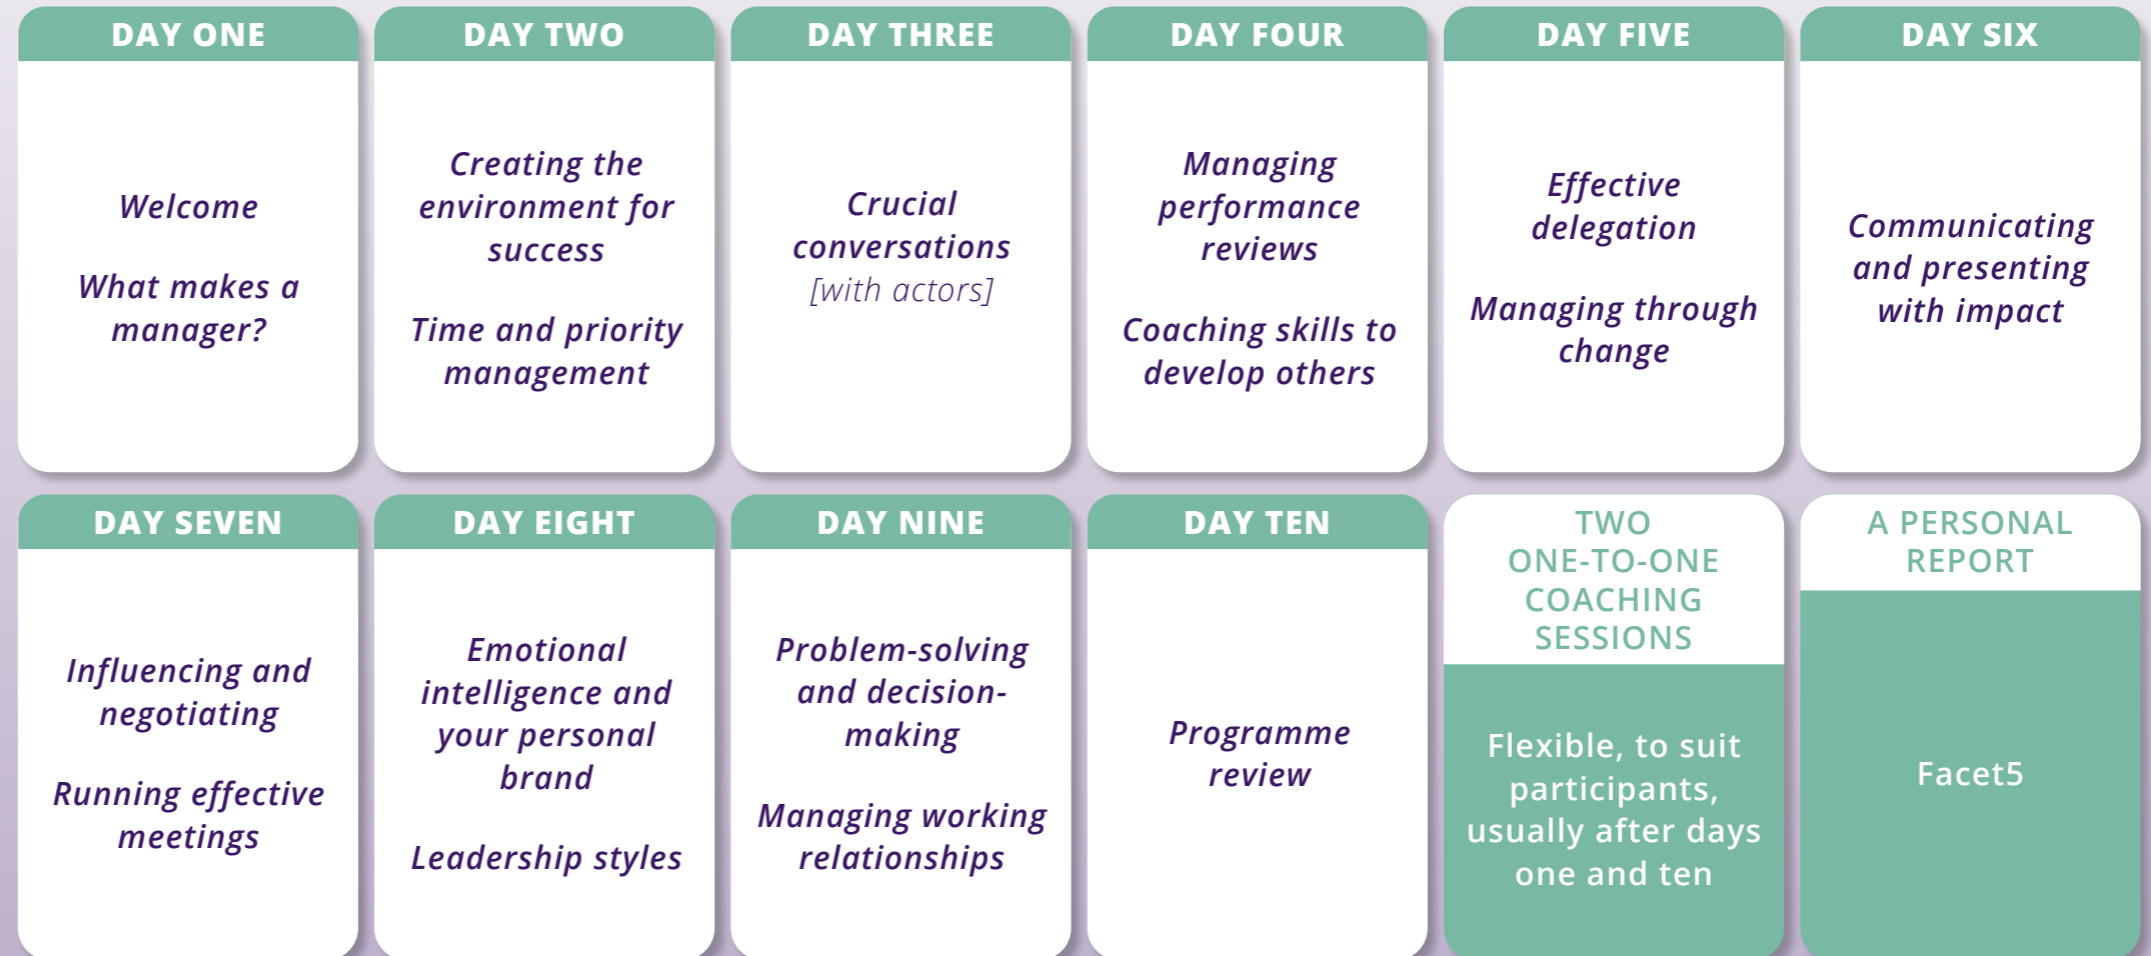 DAY ONE
Welcome
What makes a
manager?
DAY TWO
Creating the
environment for
success
Time and priority
management
DAY THREE
Crucial
conversations
[with actors]
DAY FOUR
Managing
performance
reviews
Coaching skills to
develop others
DAY FIVE
Effective
delegation
Managing through
change
DAY SIX
Communicating
and presenting
with impact
DAY SEVEN
Influencing and
negotiating
Running effective
meetings
DAY EIGHT
Emotional
intelligence and
your personal
brand
Leadership styles
DAY NINE
Problem-solving
and decision-
making
Managing working
relationships
DAY TEN
Programme
review
TWO
ONE-TO-ONE
COACHING
SESSIONS
Flexible, to suit
participants,
usually after days
one and ten
A PERSONAL
REPORT
Facet5